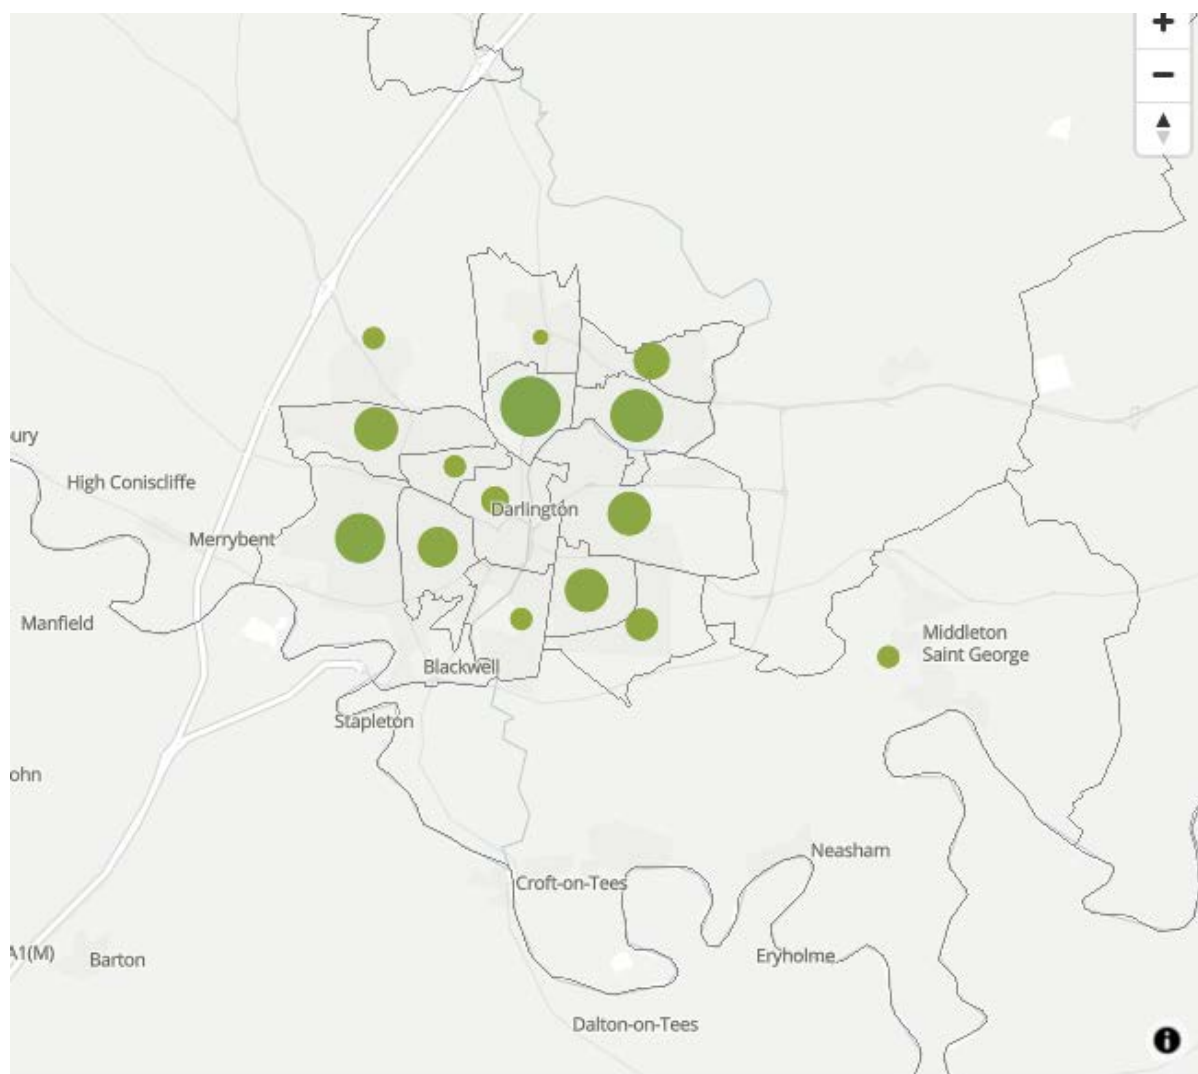 +
−
ury
High Coniscliffe
Darlington
Merrybent
Manfield
Middleton
Saint George
Blackwell
Stapleton
ohn
Neasham
Croft-on-Tees
A1(M)
Barton
Eryholme
Dalton-on-Tees
i